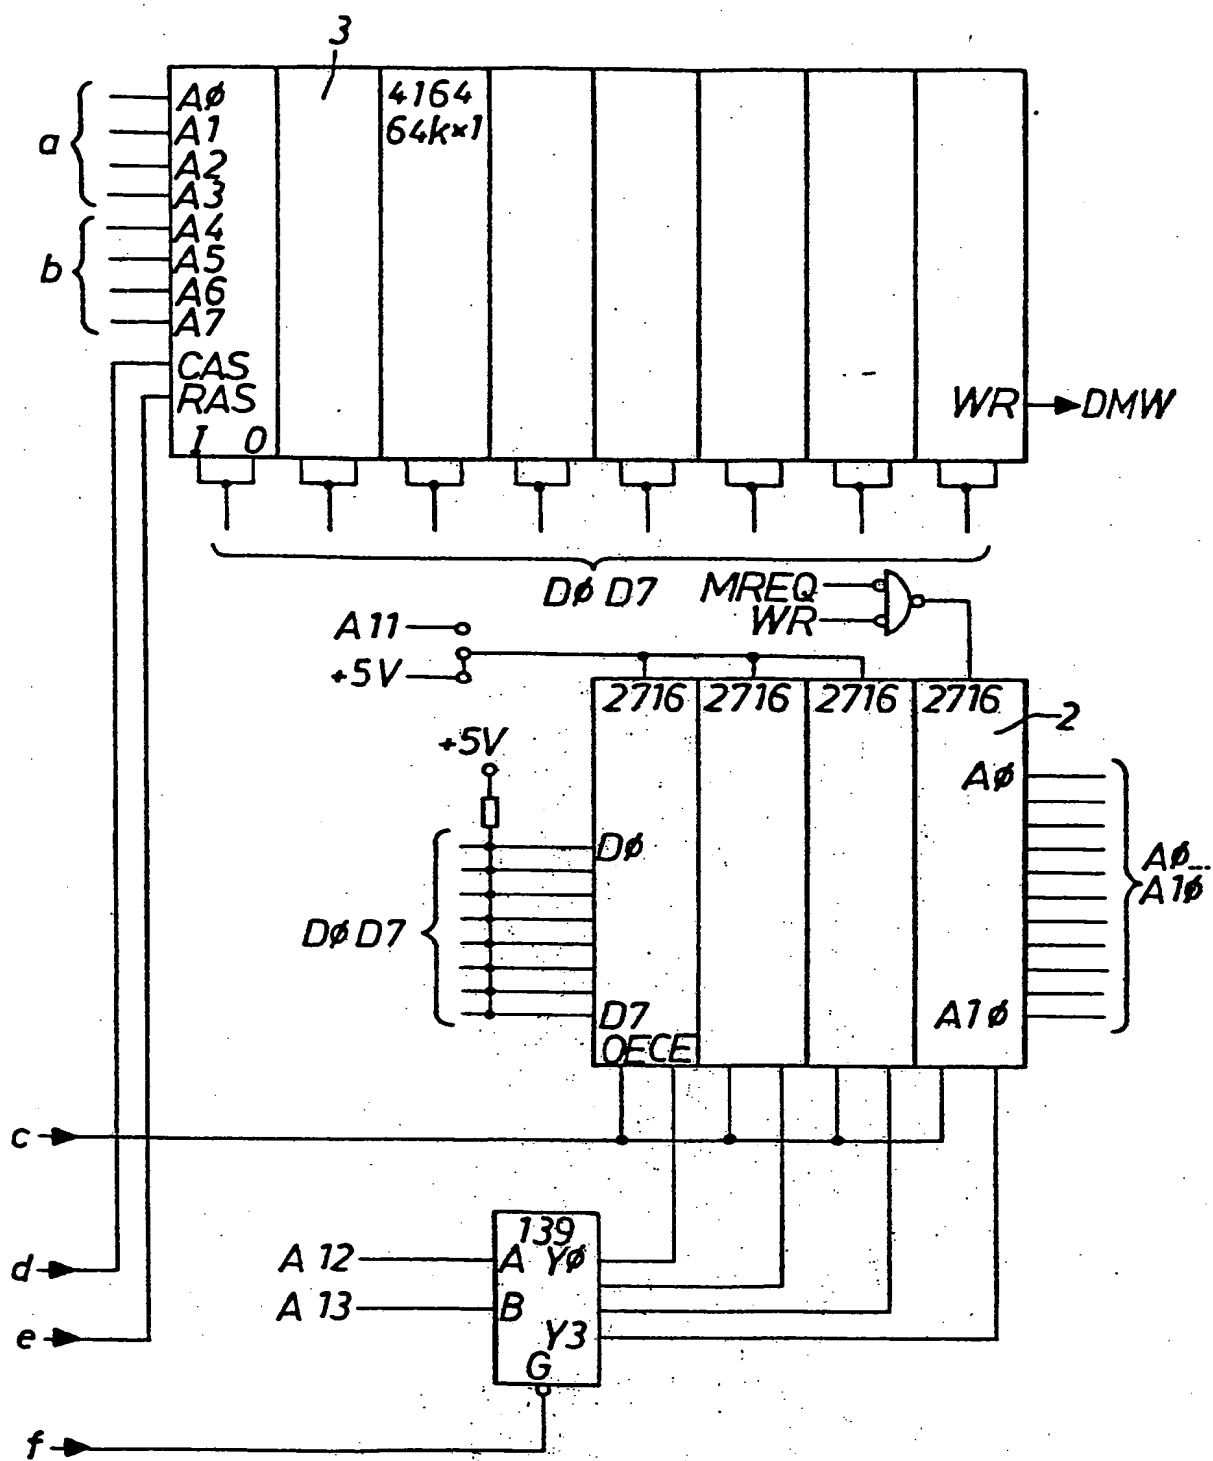 3
AØ
A1
A2
A3
A4
A5
A6
A7
CAS
RAS
I O
a
b
4164
64k×1
WR
DMW
DØ D7
MREQ
WR
A11
+5V
2716 2716 2716 2716
2
+5V
AØ
DØ
DØ D7
D7
OE CE
AØ...
A1Ø
A1Ø
c
139
A 12
A YØ
A 13
B
Y3
G
d
e
f